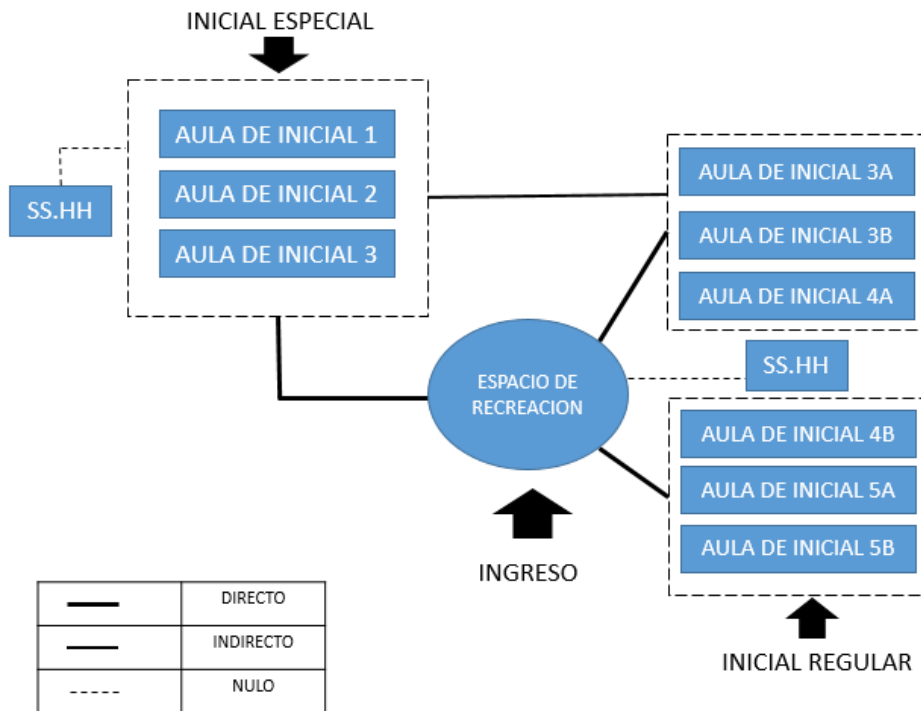 INICIAL ESPECIAL
AULA DE INICIAL 1
AULA DE INICIAL 2
AULA DE INICIAL 3
SS.HH
AULA DE INICIAL 3A
AULA DE INICIAL 3B
AULA DE INICIAL 4A
SS.HH
ESPACIO DE
RECREACION
AULA DE INICIAL 4B
AULA DE INICIAL 5A
AULA DE INICIAL 5B
INGRESO
INICIAL REGULAR
DIRECTO
INDIRECTO
NULO